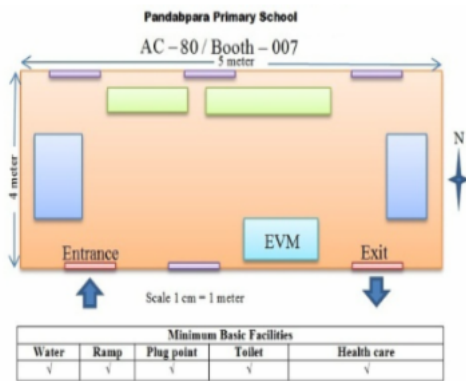 Pandabpara Primary School
AC – 80 / Booth – 007
5 meter
4 meter
N
Entrance
EVM
Exit
Scale 1 cm = 1 meter
Minimum Basic Facilities
Water Ramp Plug point Toilet Health care
√ √ √ √ √